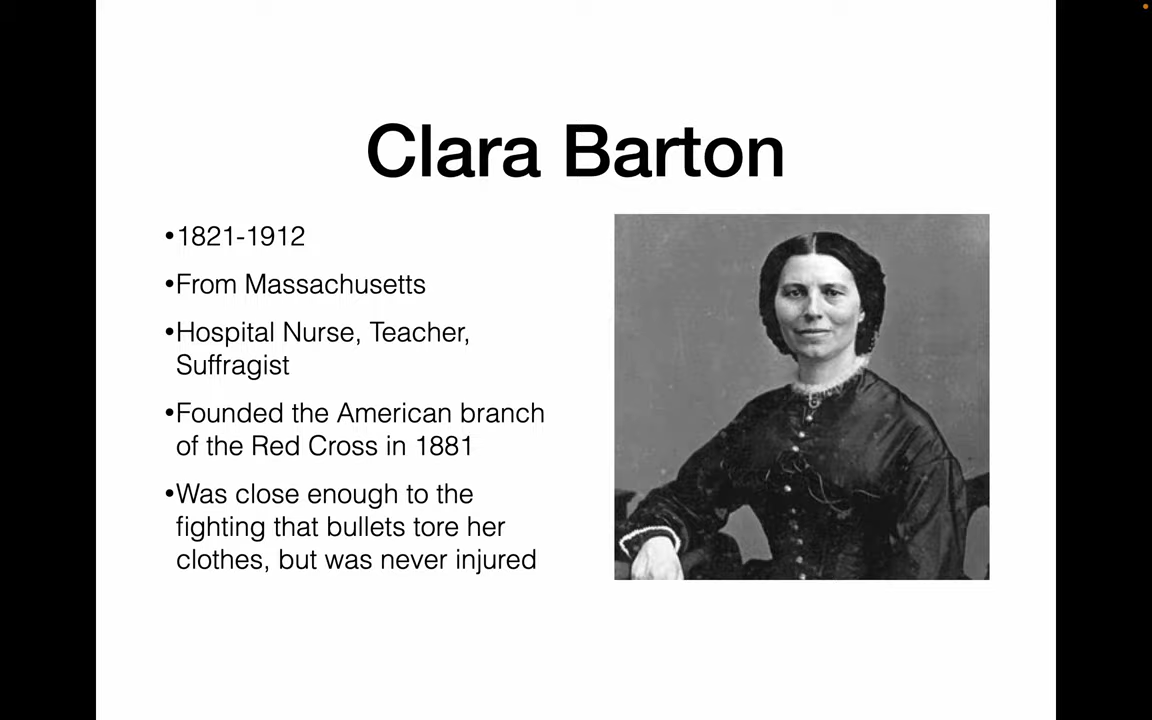 Clara Barton
•1821-1912
•From Massachusetts
•Hospital Nurse, Teacher,
Suffragist
•Founded the American branch
of the Red Cross in 1881
•Was close enough to the
fighting that bullets tore her
clothes, but was never injured